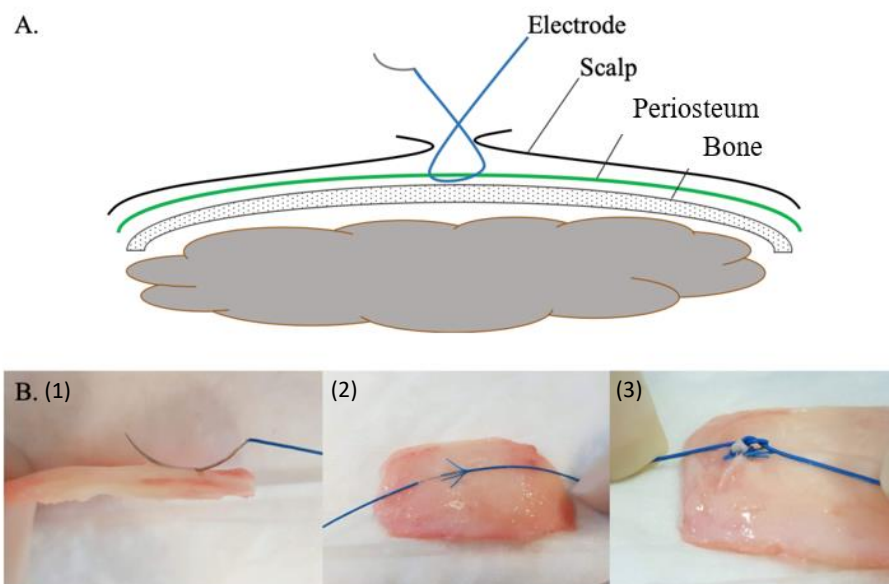 A.
Electrode
Scalp
Periosteum
Bone
B. (1)
(2)
(3)